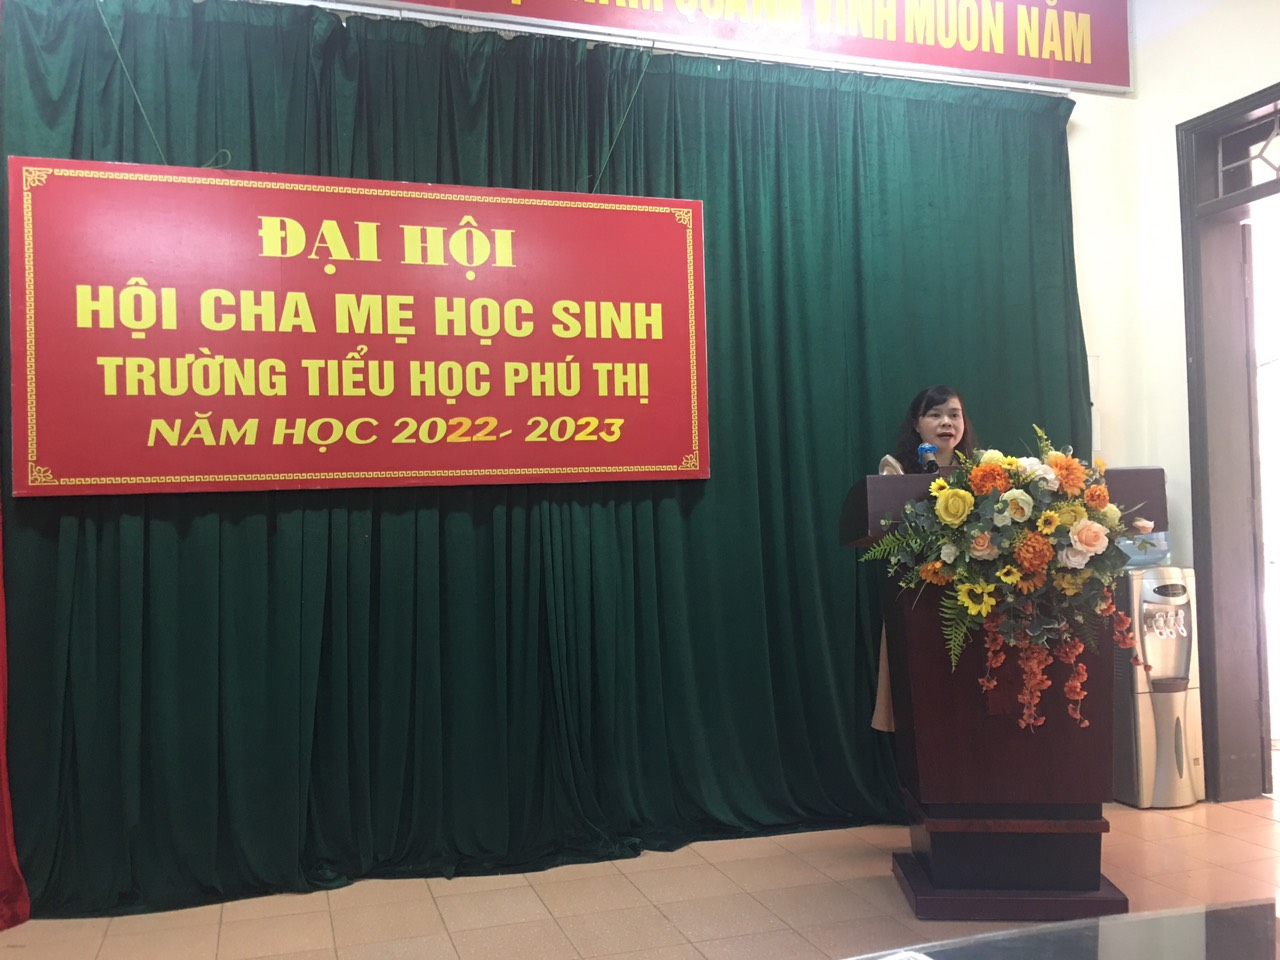 QUANG VINH MUÔN NĂM
ĐẠI HỘI
HỘI CHA MẸ HỌC SINH
TRƯỜNG TIỂU HỌC PHÚ THỊ
NĂM HỌC 2022- 2023